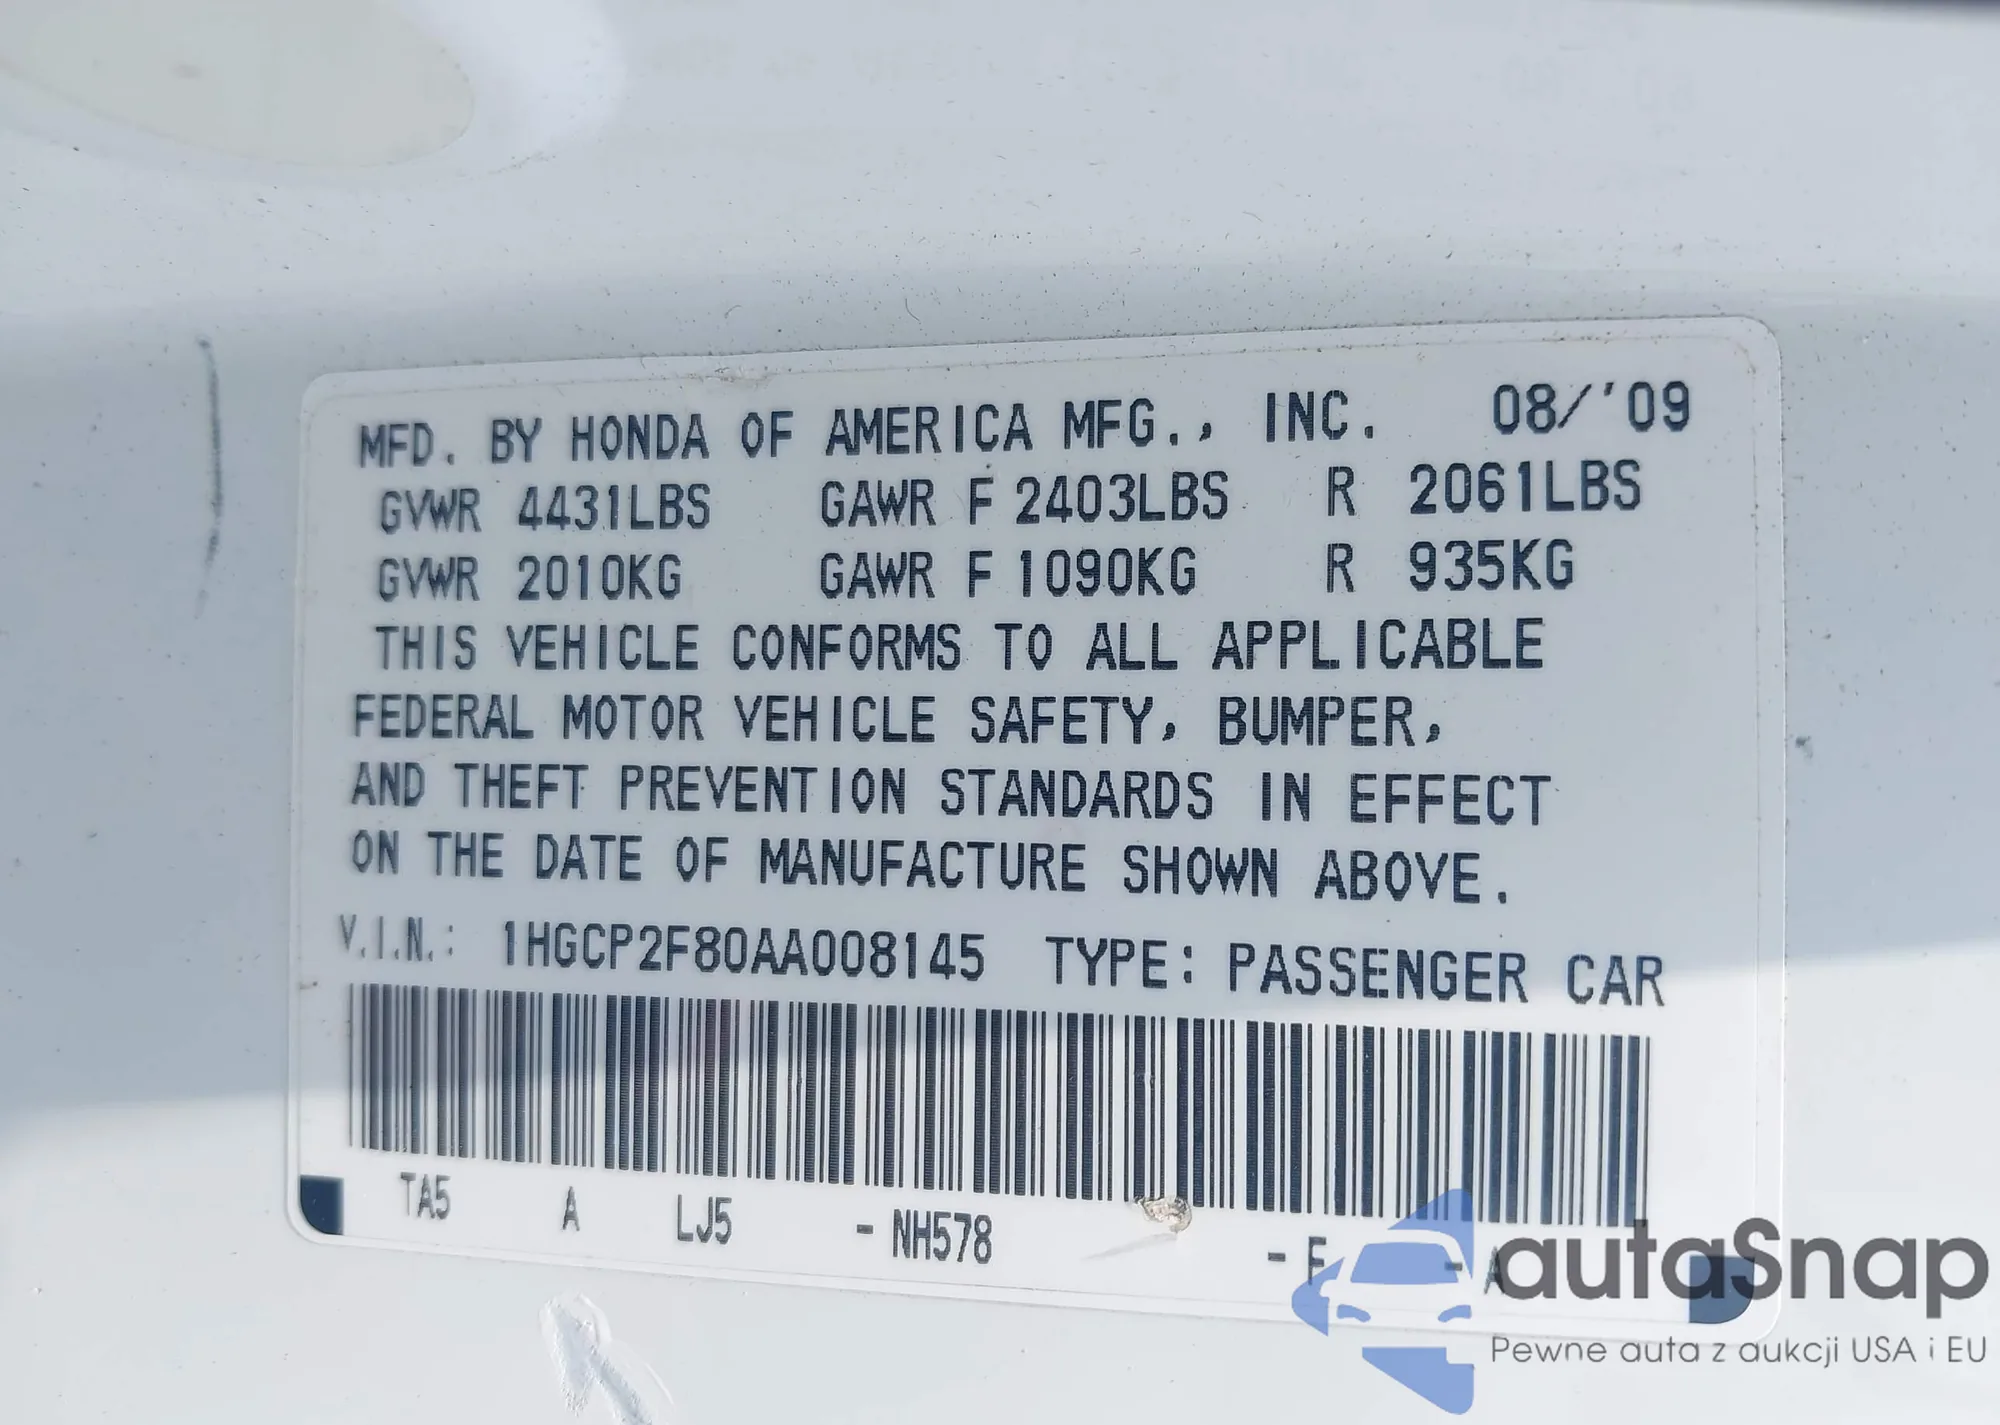 MFD. BY HONDA OF AMERICA MFG., INC. 08/'09
GVWR 4431LBS GAWR F 2403LBS R 2061LBS
GVWR 2010KG GAWR F 1090KG R 935KG
THIS VEHICLE CONFORMS TO ALL APPLICABLE
FEDERAL MOTOR VEHICLE SAFETY, BUMPER,
AND THEFT PREVENTION STANDARDS IN EFFECT
ON THE DATE OF MANUFACTURE SHOWN ABOVE.
V.I.N.: 1HGCP2F80AA008145 TYPE: PASSENGER CAR
TA5 A LJ5 - NH578 - F - A
autaSnap
Pewne auta z aukcji USA i EU